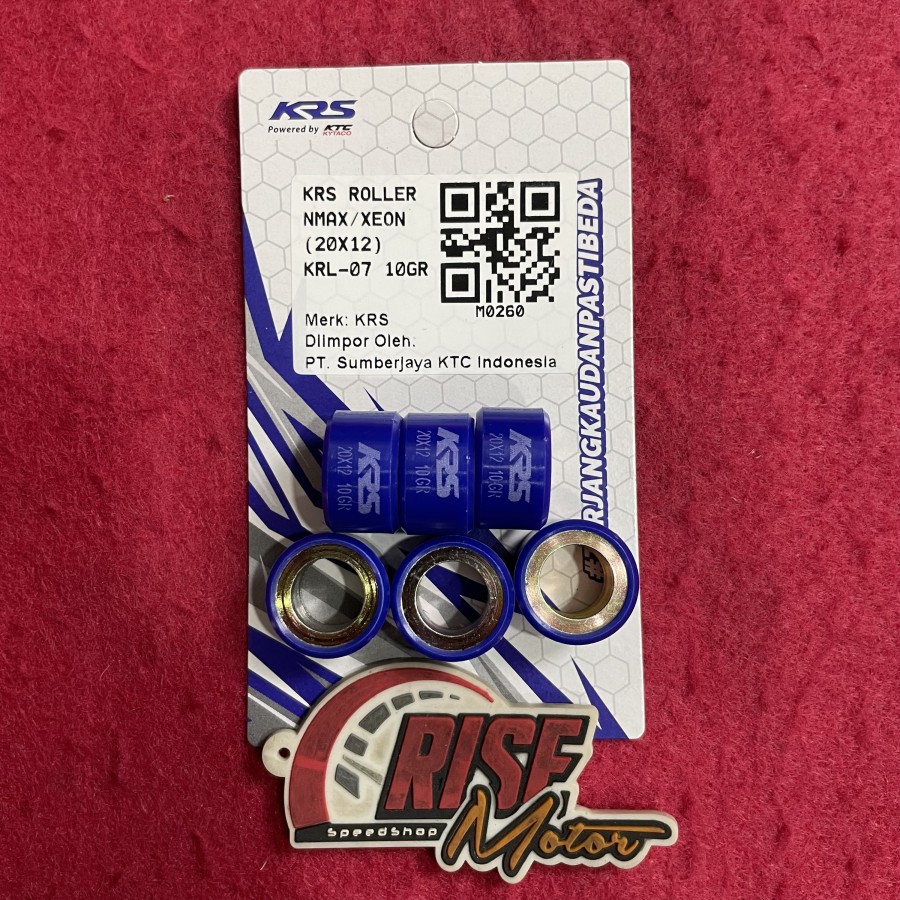 KRS
Powered by KTC
KYTACO
KRS ROLLER
NMAX/XEON
(20X12)
KRL-07 10GR
M0260
Merk: KRS
DiImpor Oleh:
PT. Sumberjaya KTC Indonesia
RJANGKAUDANPASTIBEDA
KRS
20X12 10GR
KRS
20X12 10GR
KRS
20X12 10GR
RISE
SpeedShop
Motor